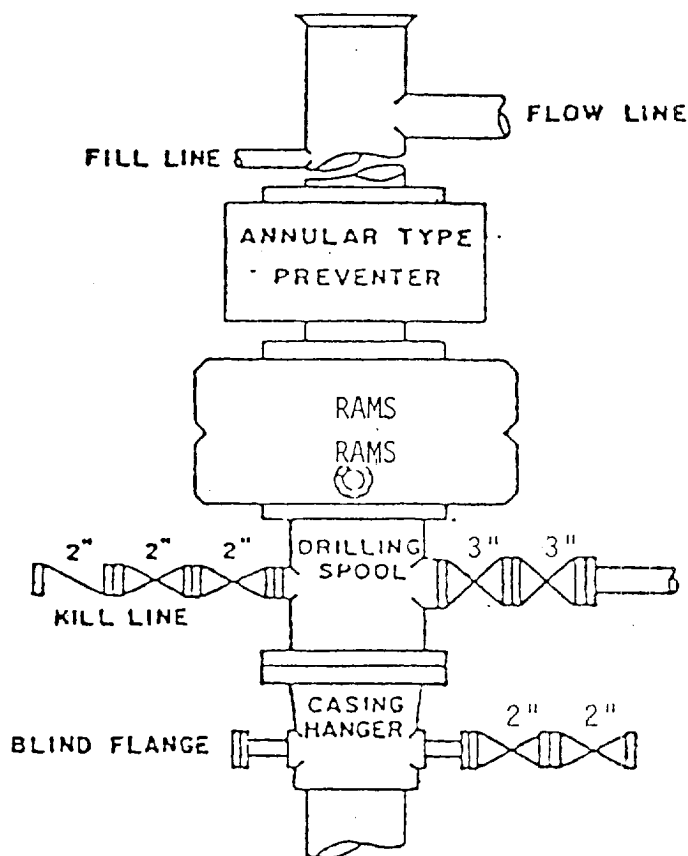 FLOW LINE
FILL LINE
ANNULAR TYPE
PREVENTER
RAMS
RAMS
2" 2" 2"
DRILLING
SPOOL
3" 3"
KILL LINE
CASING
HANGER
2" 2"
BLIND FLANGE